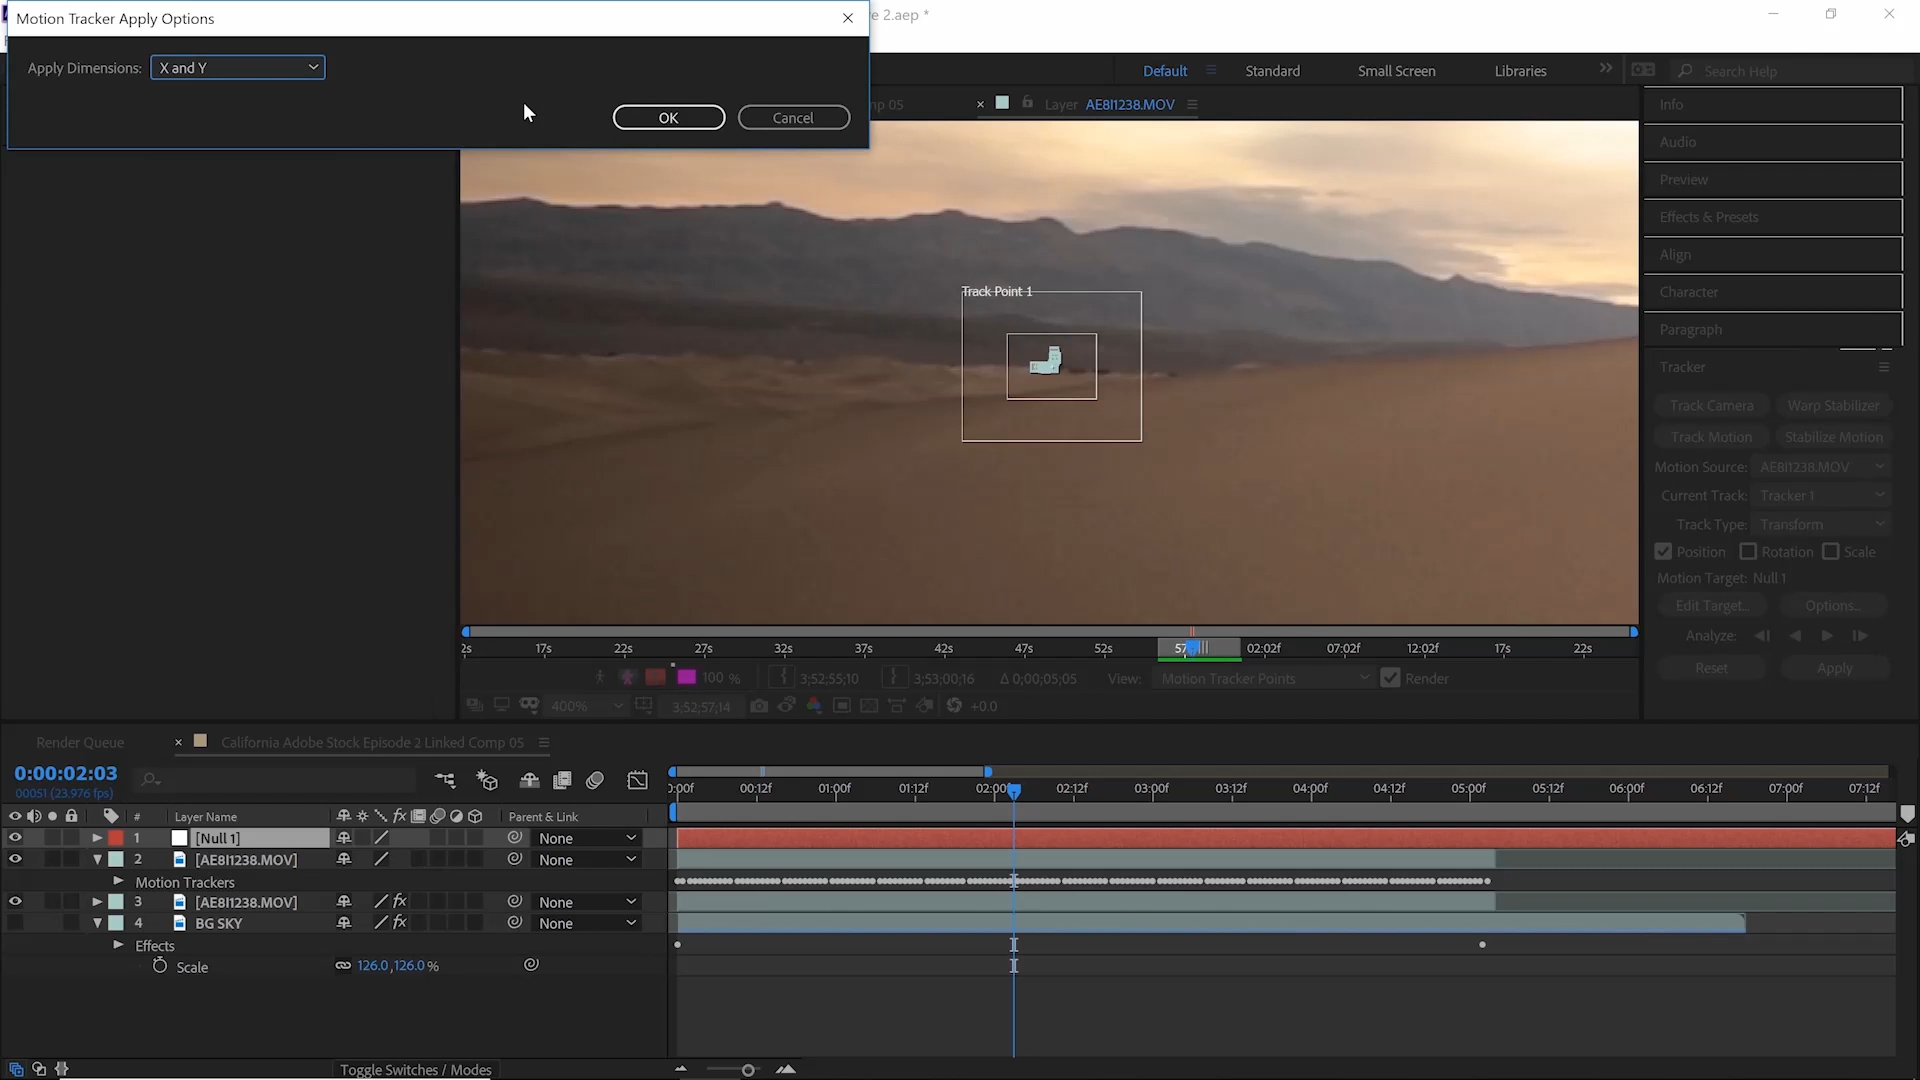 Motion Tracker Apply Options
e 2.aep *
Apply Dimensions: X and Y
OK
Cancel
Default
Standard
Small Screen
Libraries
Search Help
mp 05
Layer AE8I1238.MOV
Info
Audio
Preview
Effects & Presets
Align
Character
Paragraph
Tracker
Track Camera
Warp Stabilizer
Track Motion
Stabilize Motion
Motion Source: AE8I1238.MOV
Current Track: Tracker 1
Track Type: Transform
Position Rotation Scale
Motion Target: Null 1
Edit Target...
Options...
Analyze:
Reset
Apply
Track Point 1
2s 17s 22s 27s 32s 37s 42s 47s 52s 57 02:02f 07:02f 12:02f 17s 22s
100 %
3;52;55;10
3;53;00;16
Δ 0;00;05;05
View: Motion Tracker Points
Render
400%
3;52;57;14
+0.0
Render Queue
California Adobe Stock Episode 2 Linked Comp 05
0:00:02:03
00051 (23.976 fps)
:00f 00:12f 01:00f 01:12f 02:00f 02:12f 03:00f 03:12f 04:00f 04:12f 05:00f 05:12f 06:00f 06:12f 07:00f 07:12f
# Layer Name fx Parent & Link
1 [Null 1] None
2 [AE8I1238.MOV] None
Motion Trackers
3 [AE8I1238.MOV] fx None
4 BG SKY fx None
Effects
Scale 126.0,126.0 %
Toggle Switches / Modes